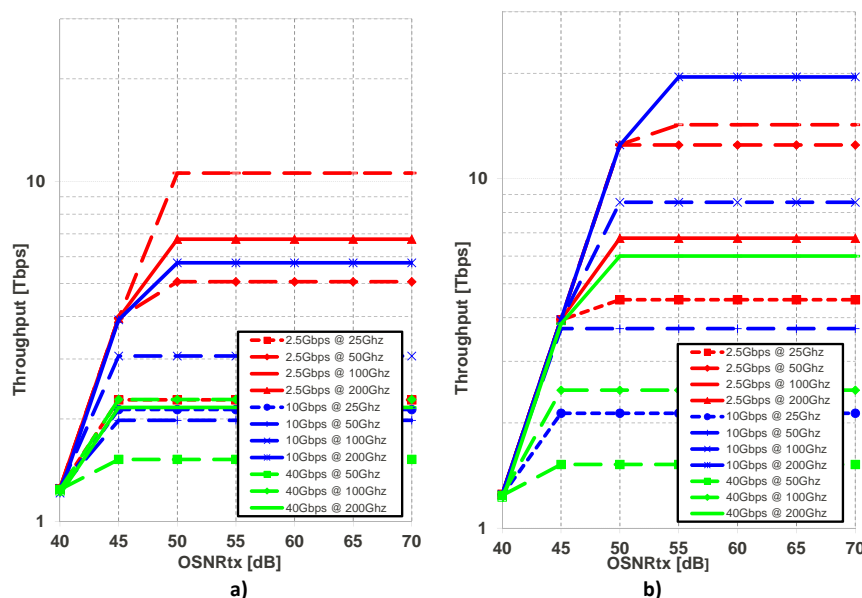 Throughput [Tbps]
10
1
2.5Gbps @ 25Ghz
2.5Gbps @ 50Ghz
2.5Gbps @ 100Ghz
2.5Gbps @ 200Ghz
10Gbps @ 25Ghz
10Gbps @ 50Ghz
10Gbps @ 100Ghz
10Gbps @ 200Ghz
40Gbps @ 50Ghz
40Gbps @ 100Ghz
40Gbps @ 200Ghz
40 45 50 55 60 65 70
OSNRtx [dB]
a)
Throughput [Tbps]
10
1
2.5Gbps @ 25Ghz
2.5Gbps @ 50Ghz
2.5Gbps @ 100Ghz
2.5Gbps @ 200Ghz
10Gbps @ 25Ghz
10Gbps @ 50Ghz
10Gbps @ 100Ghz
10Gbps @ 200Ghz
40Gbps @ 50Ghz
40Gbps @ 100Ghz
40Gbps @ 200Ghz
40 45 50 55 60 65 70
OSNRtx [dB]
b)